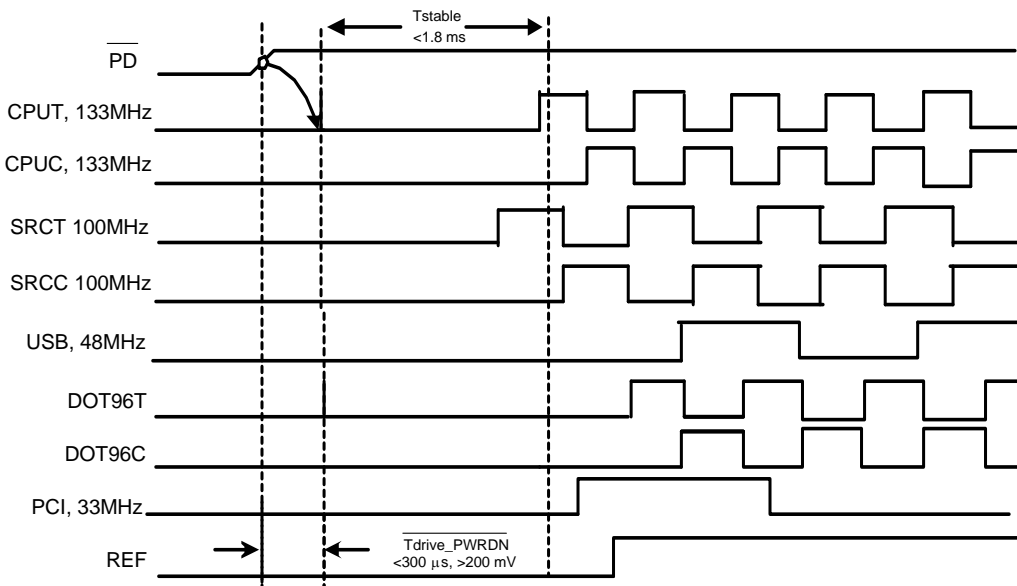 Tstable
<1.8 ms
PD
CPUT, 133MHz
CPUC, 133MHz
SRCT 100MHz
SRCC 100MHz
USB, 48MHz
DOT96T
DOT96C
PCI, 33MHz
Tdrive_PWRDN
<300 μs, >200 mV
REF